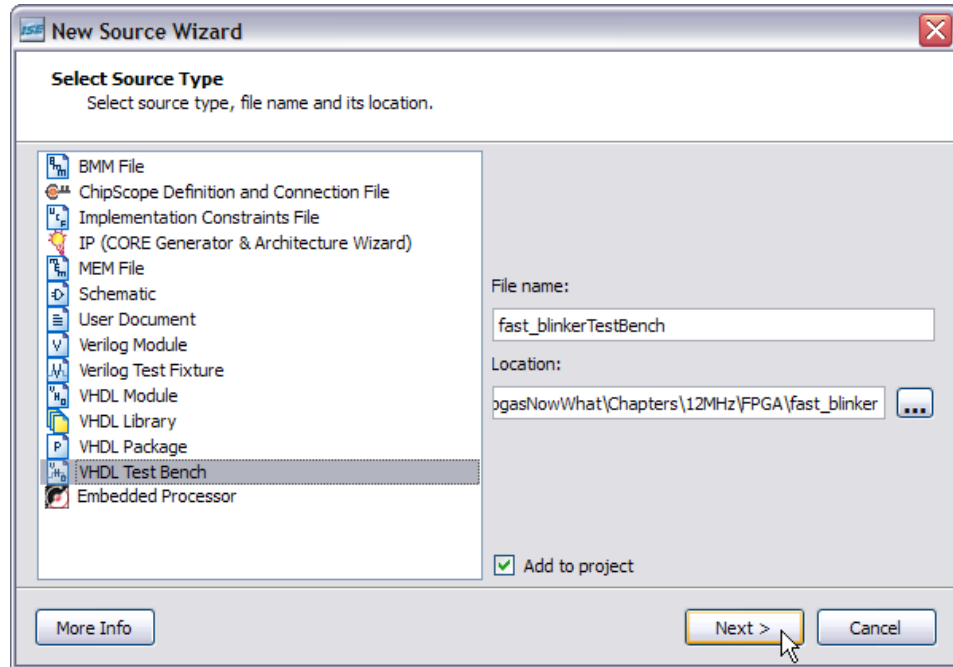 ISE New Source Wizard
Select Source Type
Select source type, file name and its location.
BMM File
ChipScope Definition and Connection File
Implementation Constraints File
IP (CORE Generator & Architecture Wizard)
MEM File
Schematic
User Document
Verilog Module
Verilog Test Fixture
VHDL Module
VHDL Library
VHDL Package
VHDL Test Bench
Embedded Processor
File name:
fast_blinkerTestBench
Location:
ogasNowWhat\Chapters\12MHz\FPGA\fast_blinker
...
Add to project
More Info
Next >
Cancel